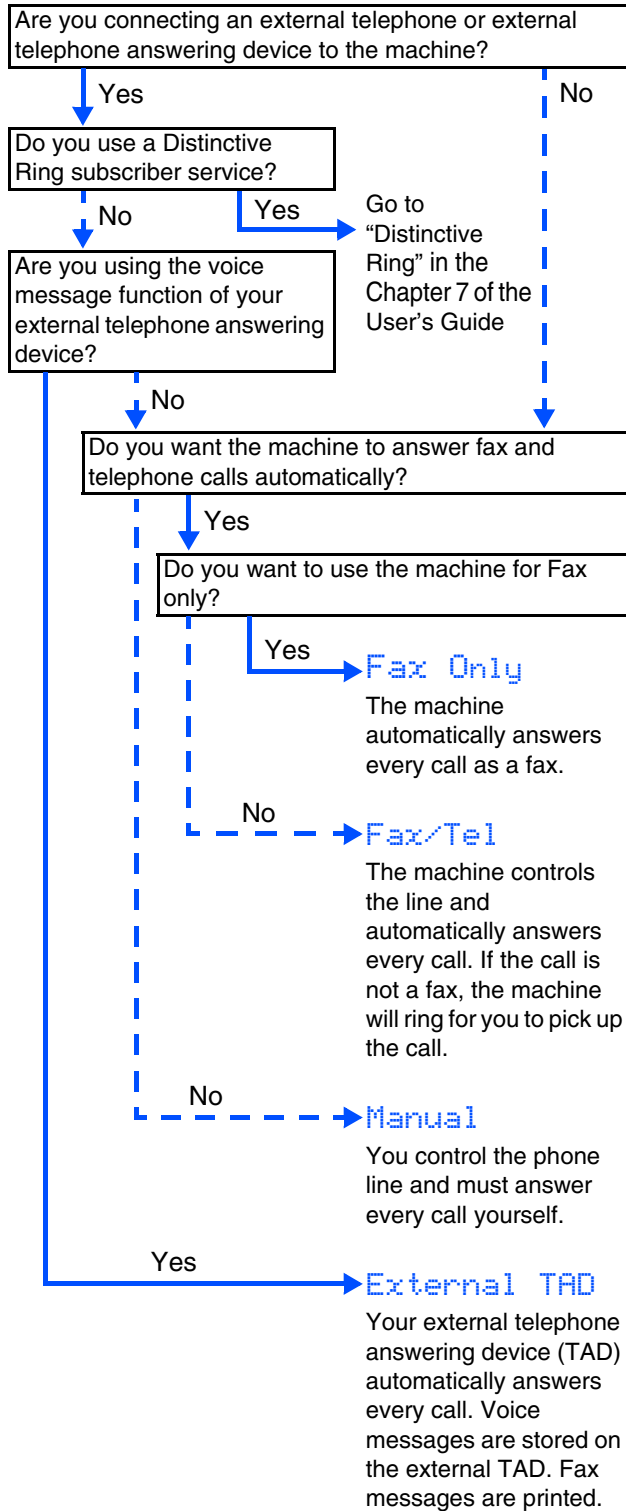 Are you connecting an external telephone or external
telephone answering device to the machine?
Yes
No
Do you use a Distinctive
Ring subscriber service?
No
Yes
Go to
“Distinctive
Ring” in the
Chapter 7 of the
User’s Guide
Are you using the voice
message function of your
external telephone answering
device?
No
Do you want the machine to answer fax and
telephone calls automatically?
Yes
Do you want to use the machine for Fax
only?
Yes
Fax Only
The machine
automatically answers
every call as a fax.
No
Fax/Tel
The machine controls
the line and
automatically answers
every call. If the call is
not a fax, the machine
will ring for you to pick up
the call.
No
Manual
You control the phone
line and must answer
every call yourself.
Yes
External TAD
Your external telephone
answering device (TAD)
automatically answers
every call. Voice
messages are stored on
the external TAD. Fax
messages are printed.